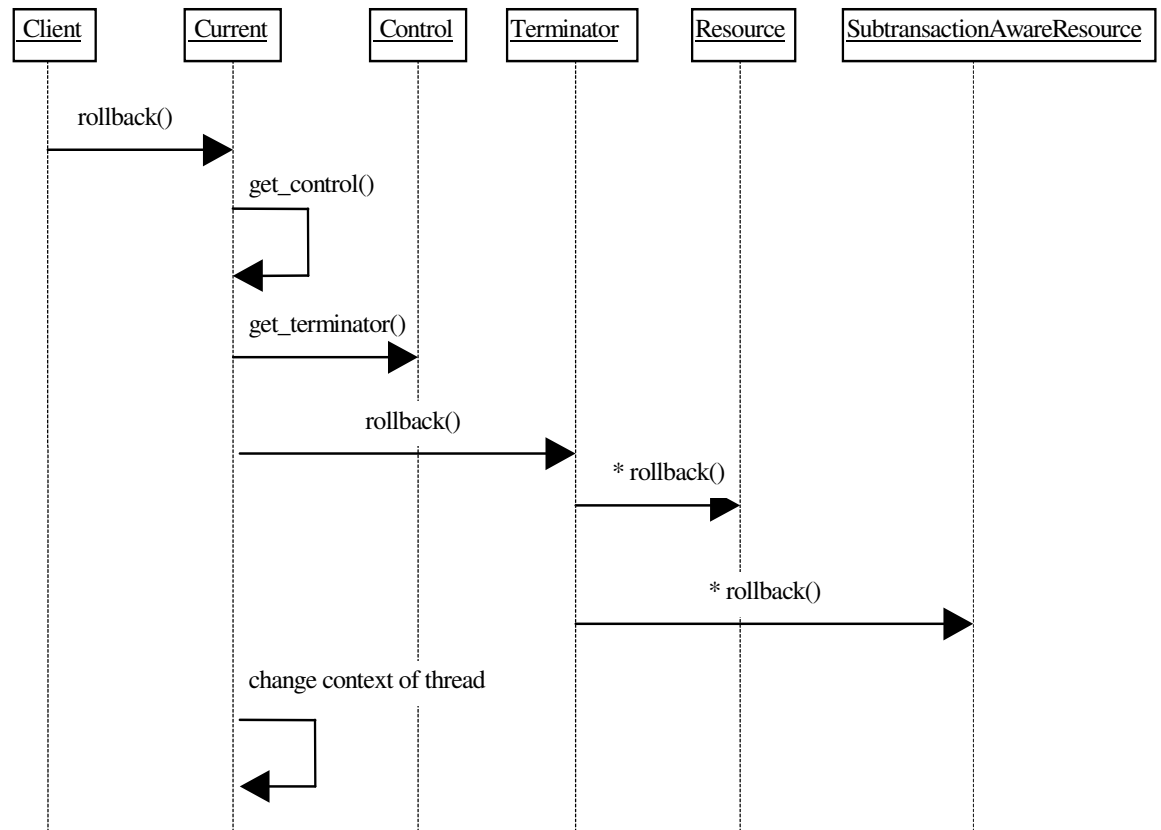 Client
Current
Control
Terminator
Resource
SubtransactionAwareResource
rollback()
get_control()
get_terminator()
rollback()
* rollback()
* rollback()
change context of thread